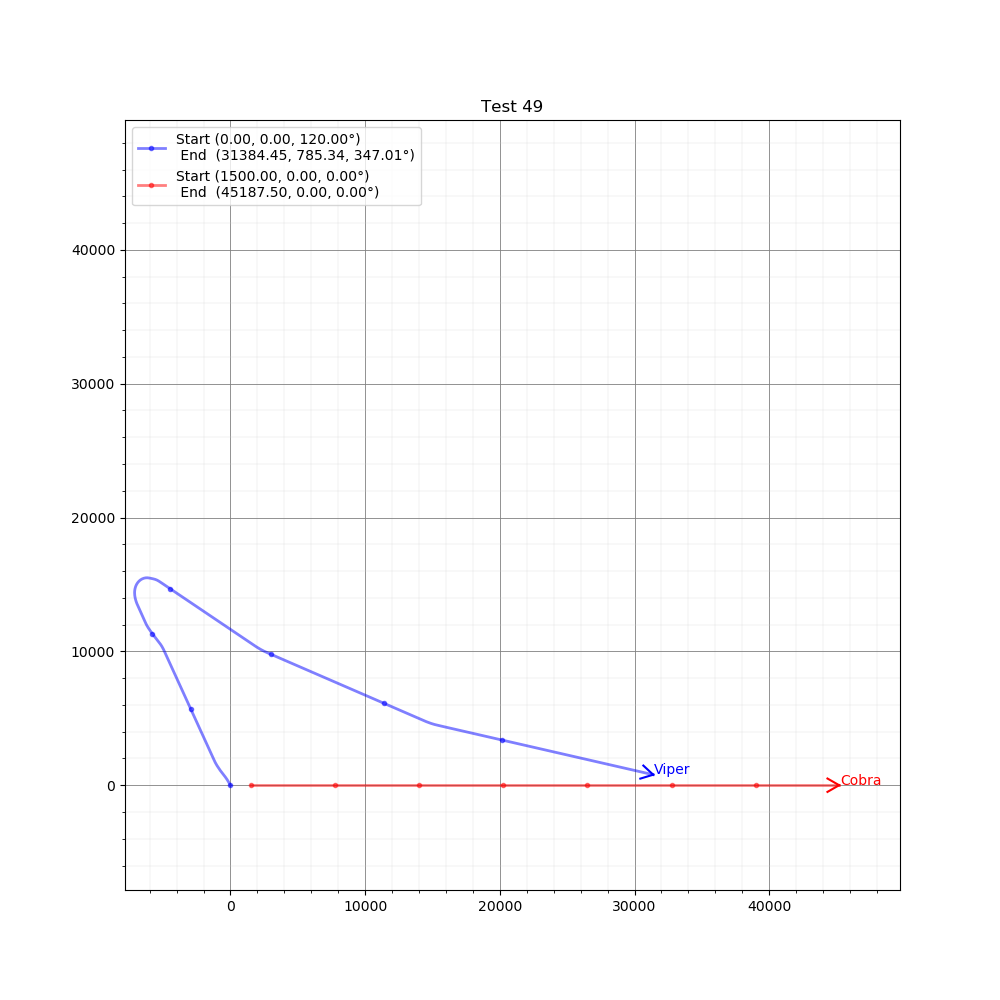 Test 49
Start (0.00, 0.00, 120.00°)
End  (31384.45, 785.34, 347.01°)
Start (1500.00, 0.00, 0.00°)
End  (45187.50, 0.00, 0.00°)
40000
30000
20000
10000
0
Viper
Cobra
0 10000 20000 30000 40000